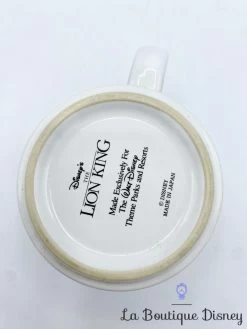 Disney's
THE
LION KING
Made Exclusively For
The Walt Disney
Theme Parks and Resorts
© DISNEY
MADE IN JAPAN
La Boutique Disney